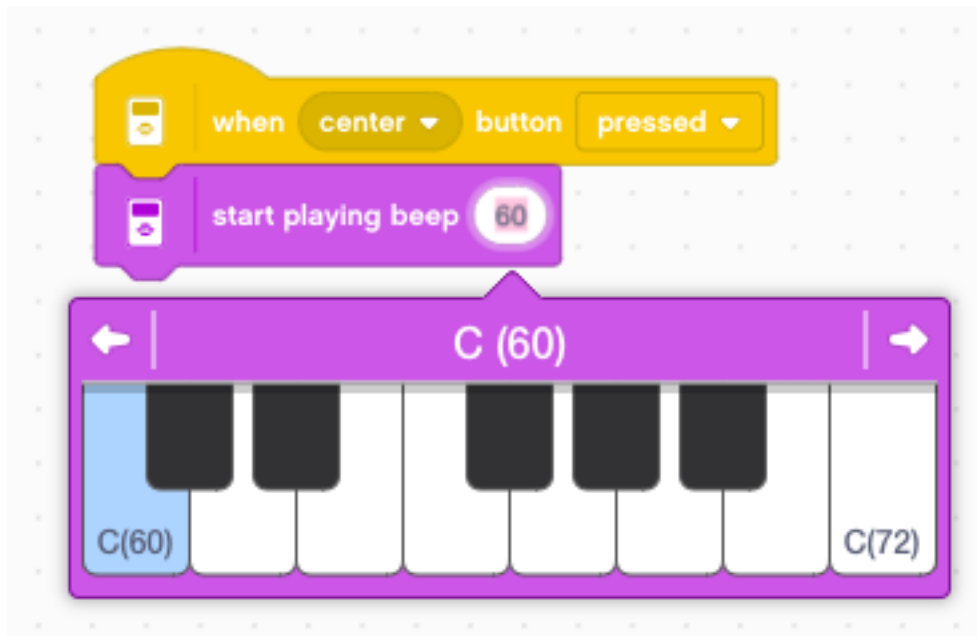 when center button pressed
start playing beep 60
C (60)
C(60) C(72)